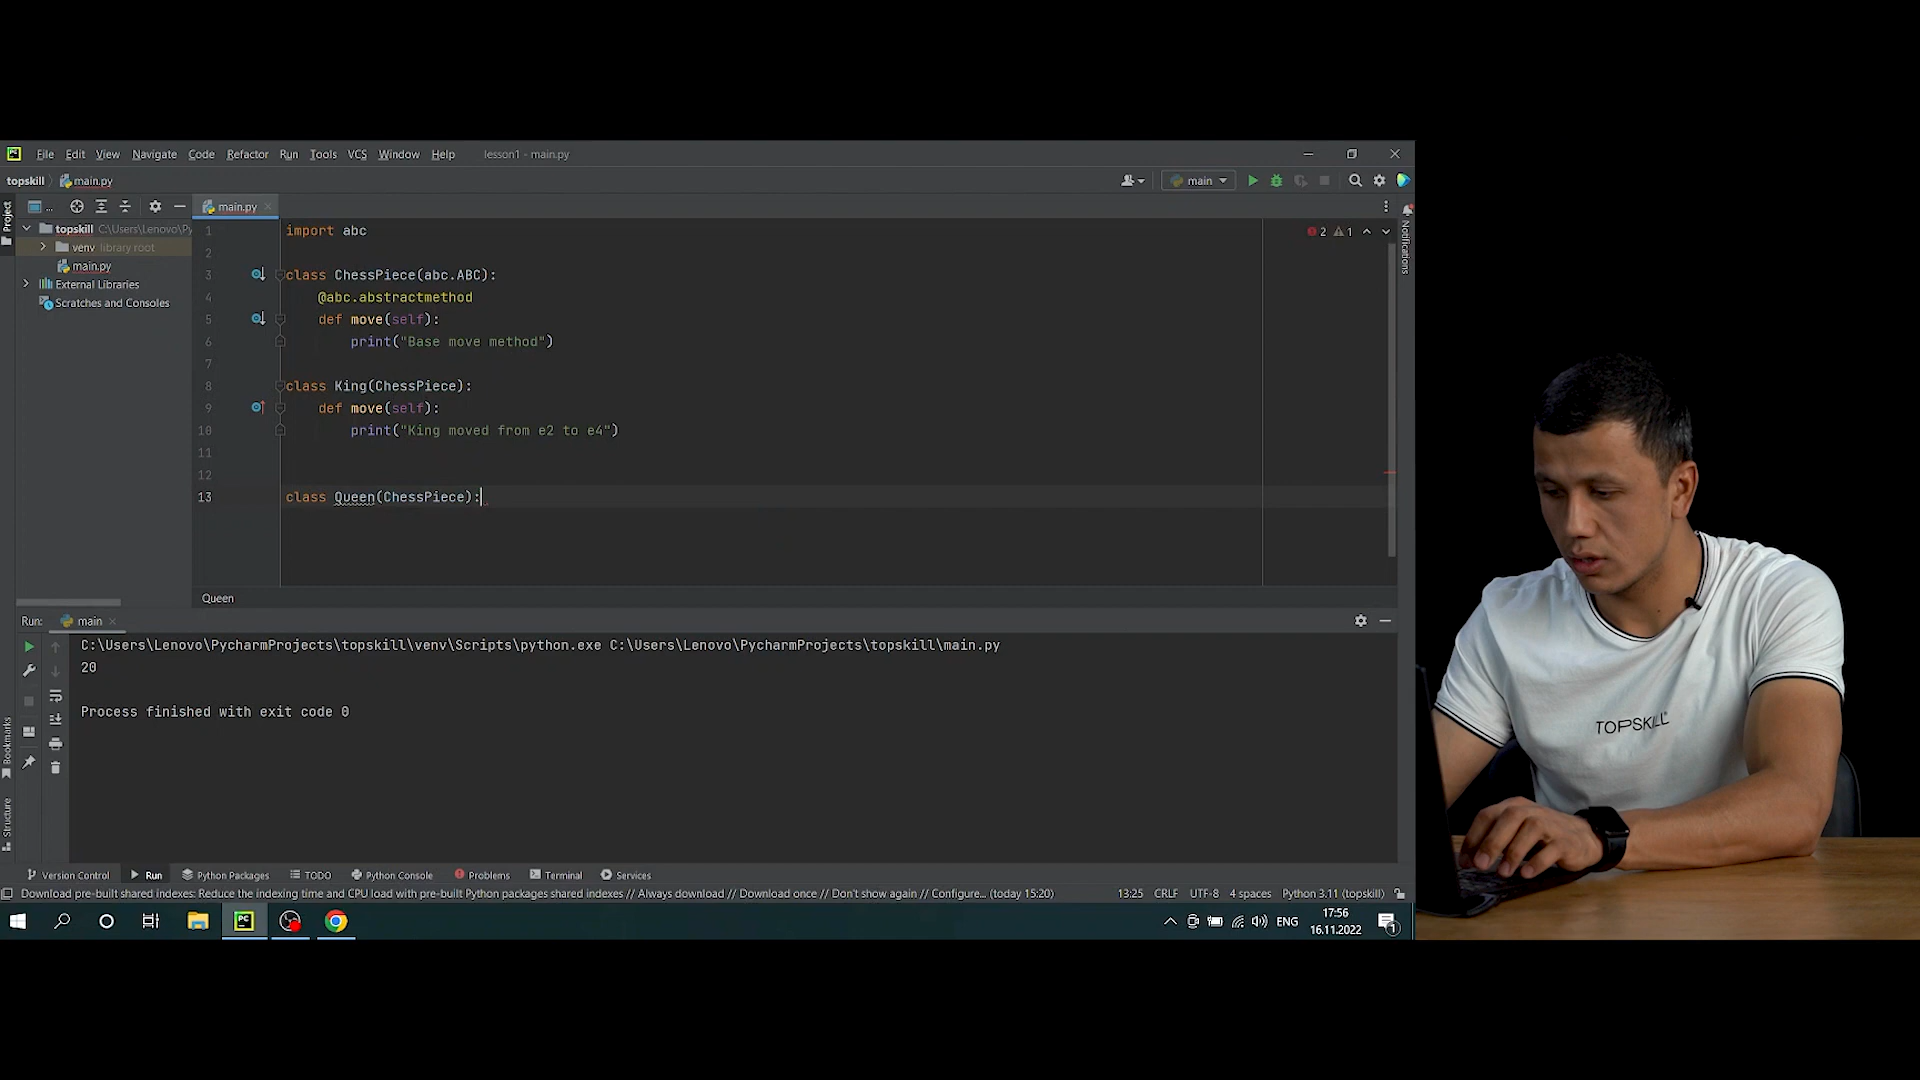 File Edit View Navigate Code Refactor Run Tools VCS Window Help lesson1 - main.py
topskill main.py
main
Project
main.py
topskill C:\Users\Lenovo\Py
venv library root
main.py
External Libraries
Scratches and Consoles
Notifications
2 1
1 import abc
2
3 class ChessPiece(abc.ABC):
4 @abc.abstractmethod
5 def move(self):
6 print("Base move method")
7
8 class King(ChessPiece):
9 def move(self):
10 print("King moved from e2 to e4")
11
12
13 class Queen(ChessPiece):
Queen
Run: main
C:\Users\Lenovo\PycharmProjects\topskill\venv\Scripts\python.exe C:\Users\Lenovo\PycharmProjects\topskill\main.py
20
Process finished with exit code 0
Bookmarks
Structure
TOPSKILL
Version Control Run Python Packages TODO Python Console Problems Terminal Services
Download pre-built shared indexes: Reduce the indexing time and CPU load with pre-built Python packages shared indexes // Always download // Download once // Don't show again // Configure... (today 15:20) 13:25 CRLF UTF-8 4 spaces Python 3.11 (topskill)
ENG
17:56
16.11.2022
1